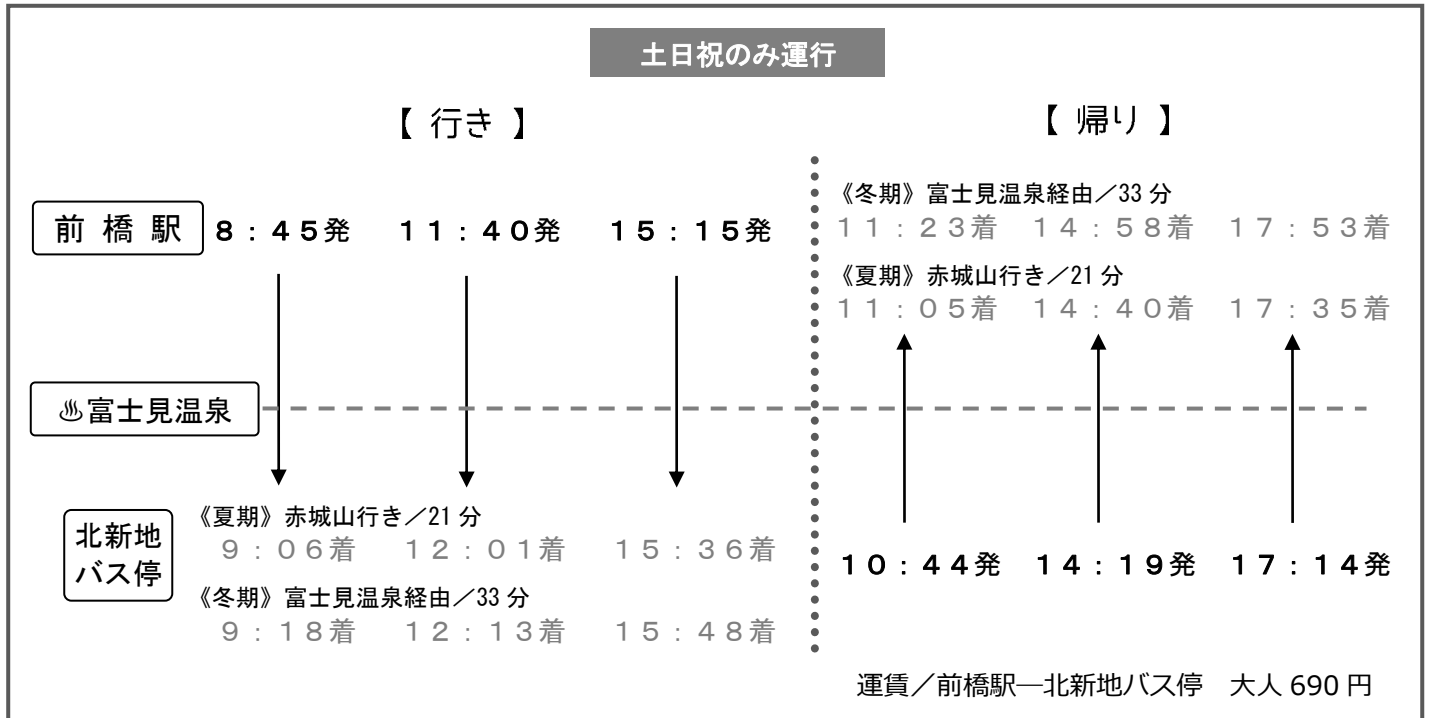 土日祝のみ運行
【 行き 】
前 橋 駅
8：45発 11：40発 15：15発
♨富士見温泉
北新地
バス停
《夏期》赤城山行き／21 分
9：06着 12：01着 15：36着
《冬期》富士見温泉経由／33 分
9：18着 12：13着 15：48着
【 帰り 】
《冬期》富士見温泉経由／33 分
11：23着 14：58着 17：53着
《夏期》赤城山行き／21 分
11：05着 14：40着 17：35着
10：44発 14：19発 17：14発
運賃／前橋駅―北新地バス停 大人 690 円